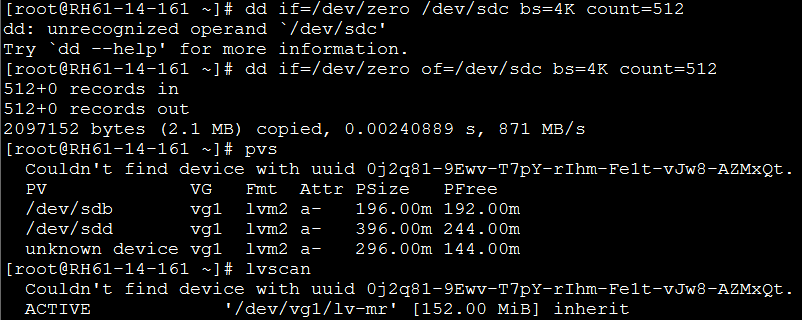 [root@RH61-14-161 ~]# dd if=/dev/zero /dev/sdc bs=4K count=512
dd: unrecognized operand `/dev/sdc'
Try `dd --help' for more information.
[root@RH61-14-161 ~]# dd if=/dev/zero of=/dev/sdc bs=4K count=512
512+0 records in
512+0 records out
2097152 bytes (2.1 MB) copied, 0.00240889 s, 871 MB/s
[root@RH61-14-161 ~]# pvs
  Couldn't find device with uuid 0j2q81-9Ewv-T7pY-rIhm-Fe1t-vJw8-AZMxQt.
  PV             VG   Fmt  Attr PSize   PFree
  /dev/sdb       vg1  lvm2 a-   196.00m 192.00m
  /dev/sdd       vg1  lvm2 a-   396.00m 244.00m
  unknown device vg1  lvm2 a-   296.00m 144.00m
[root@RH61-14-161 ~]# lvscan
  Couldn't find device with uuid 0j2q81-9Ewv-T7pY-rIhm-Fe1t-vJw8-AZMxQt.
  ACTIVE            '/dev/vg1/lv-mr' [152.00 MiB] inherit